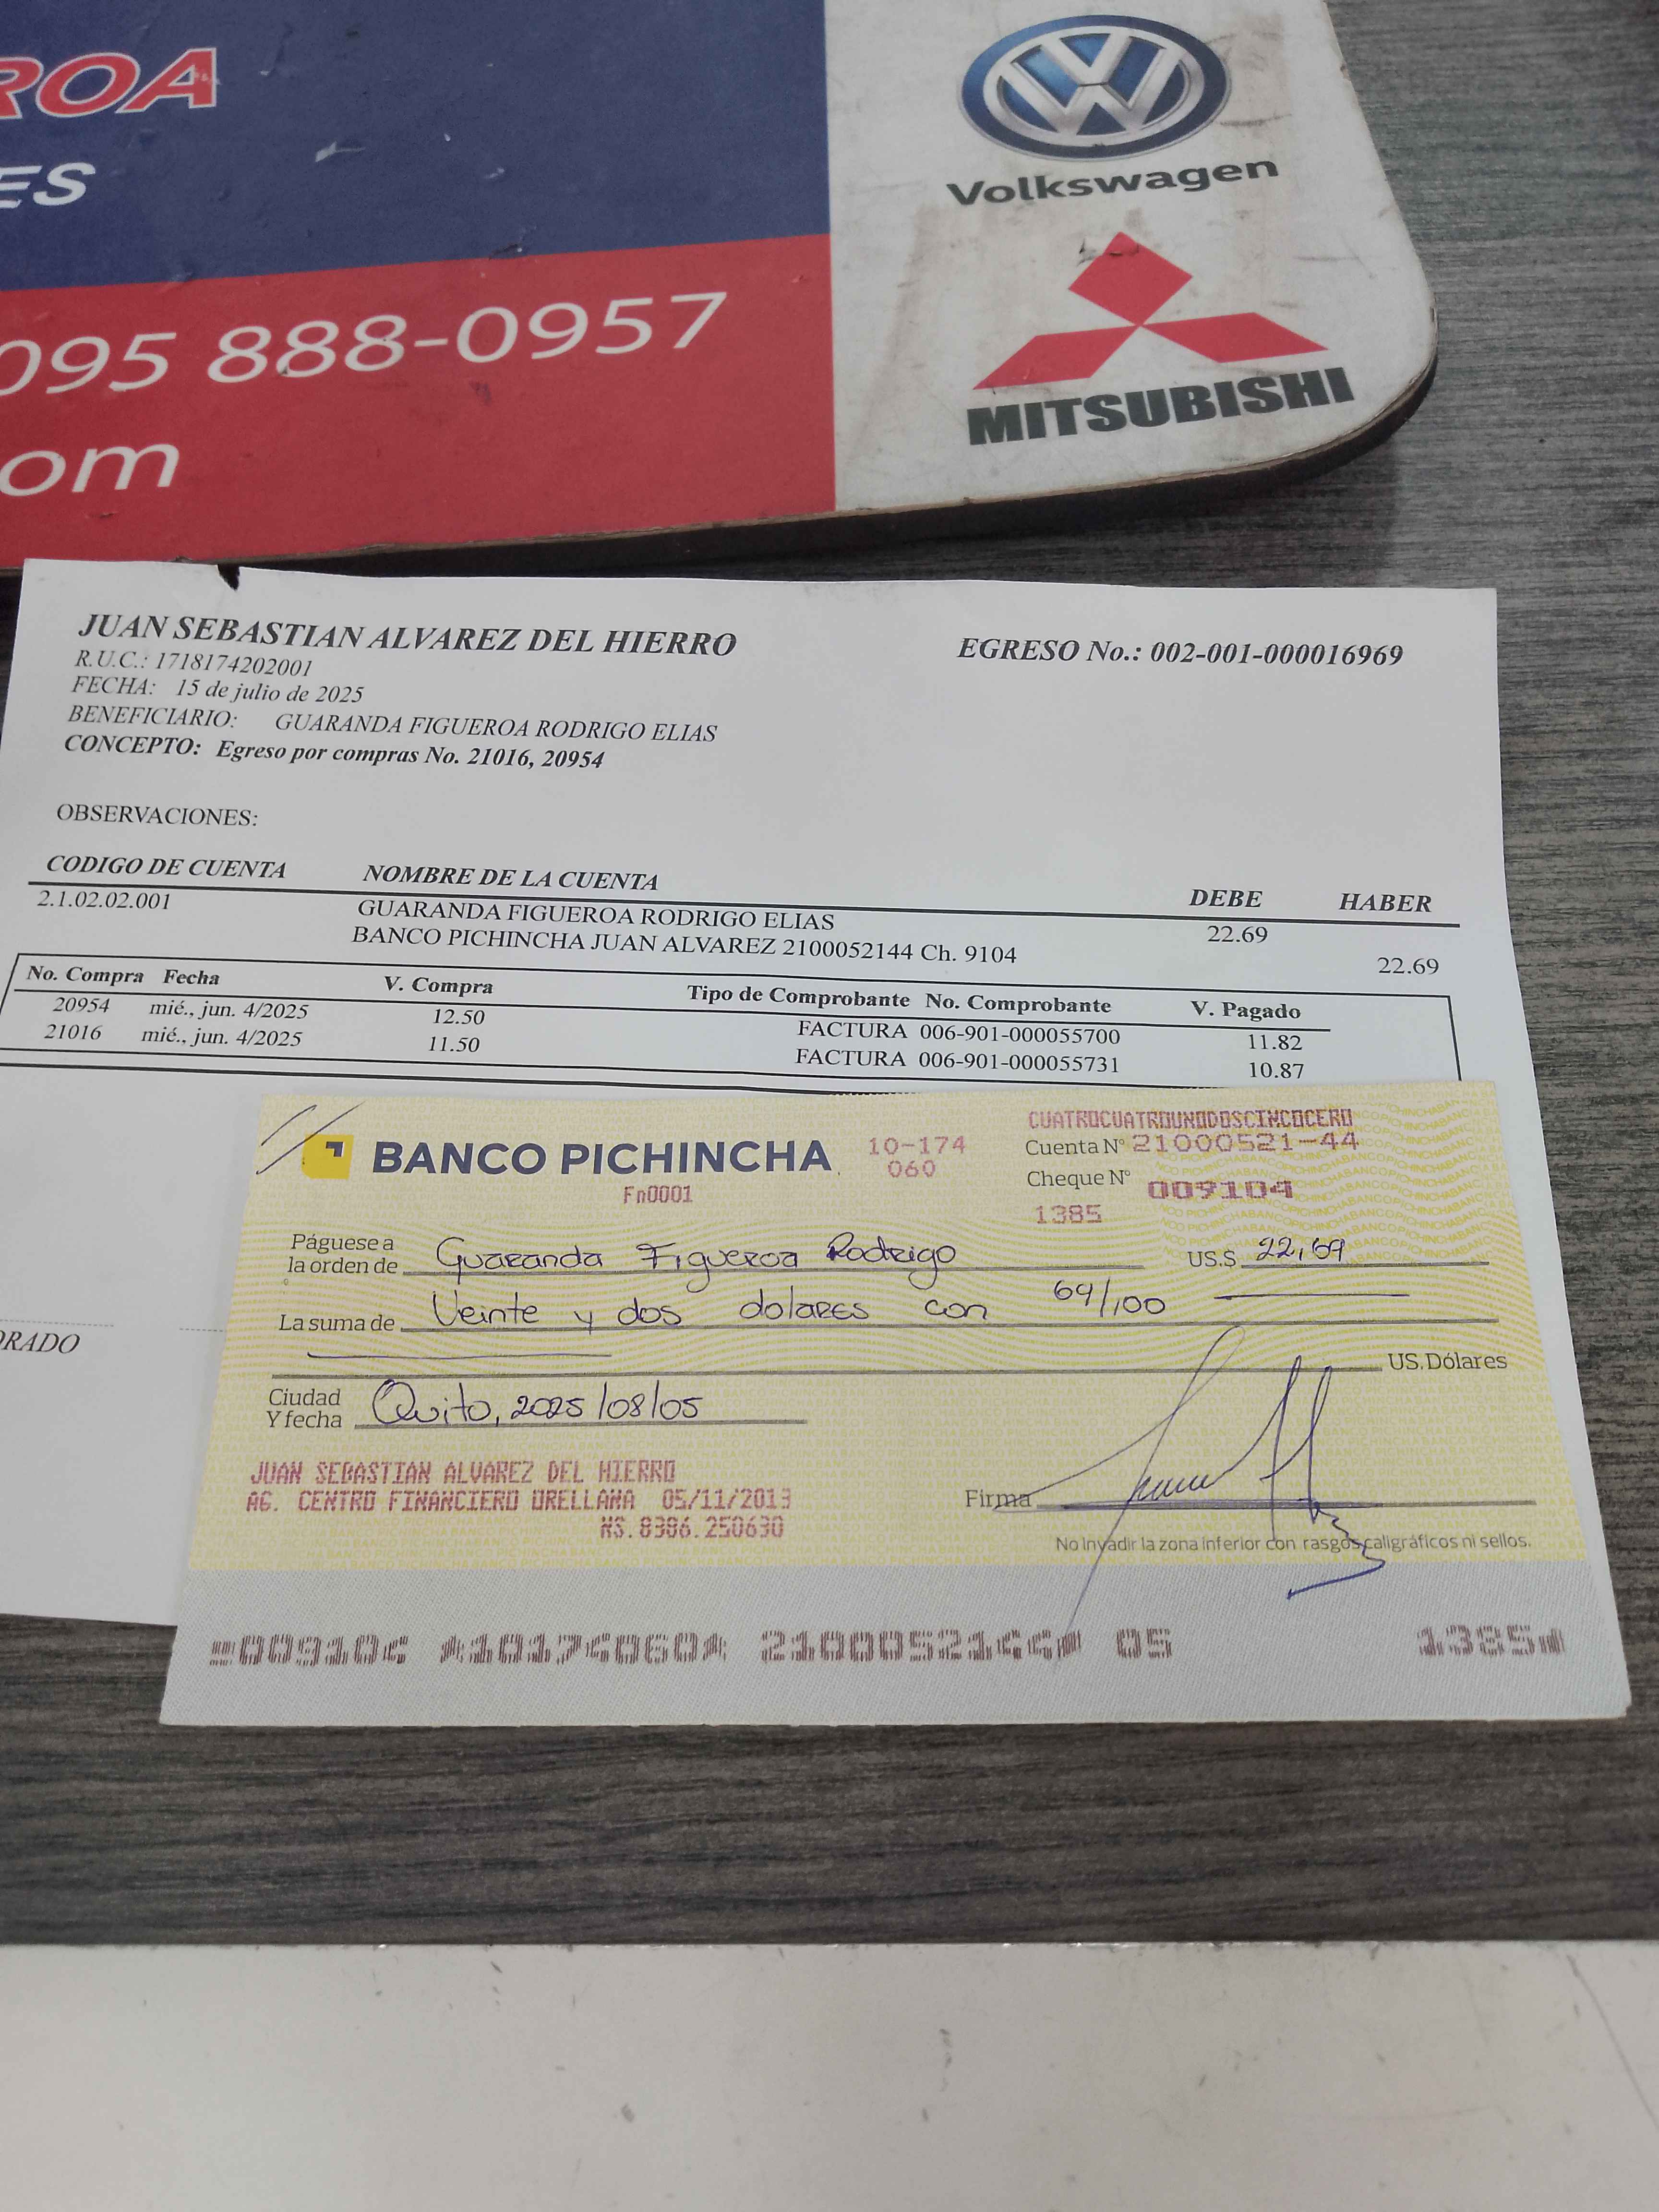 ROA
ES
095 888-0957
om
Volkswagen
MITSUBISHI
JUAN SEBASTIAN ALVAREZ DEL HIERRO
EGRESO No.: 002-001-000016969
R.U.C.: 1718174202001
FECHA: 15 de julio de 2025
BENEFICIARIO: GUARANDA FIGUEROA RODRIGO ELIAS
CONCEPTO: Egreso por compras No. 21016, 20954
OBSERVACIONES:
CODIGO DE CUENTA NOMBRE DE LA CUENTA DEBE HABER
2.1.02.02.001 GUARANDA FIGUEROA RODRIGO ELIAS 22.69
BANCO PICHINCHA JUAN ALVAREZ 2100052144 Ch. 9104 22.69
No. Compra Fecha V. Compra Tipo de Comprobante No. Comprobante V. Pagado
20954 mié., jun. 4/2025 12.50 FACTURA 006-901-000055700 11.82
21016 mié., jun. 4/2025 11.50 FACTURA 006-901-000055731 10.87
ORADO
BANCO PICHINCHA
Fn0001
10-174
060
CUATROCUATROUNODOSCINCOCERO
Cuenta Nº 21000521-44
Cheque Nº 009104
1385
Páguese a la orden de Guaranda Figueroa Rodrigo US.$ 22,69
La suma de Veinte y dos dolares con 69/100
US. Dólares
Ciudad Y fecha Quito, 2025/08/05
JUAN SEBASTIAN ALVAREZ DEL HIERRO
AG. CENTRO FINANCIERO ORELLANA 05/11/2013
NS.8386.250630
Firma
No invadir la zona inferior con rasgos caligráficos ni sellos.
009104 10174060 2100052144 05 1385